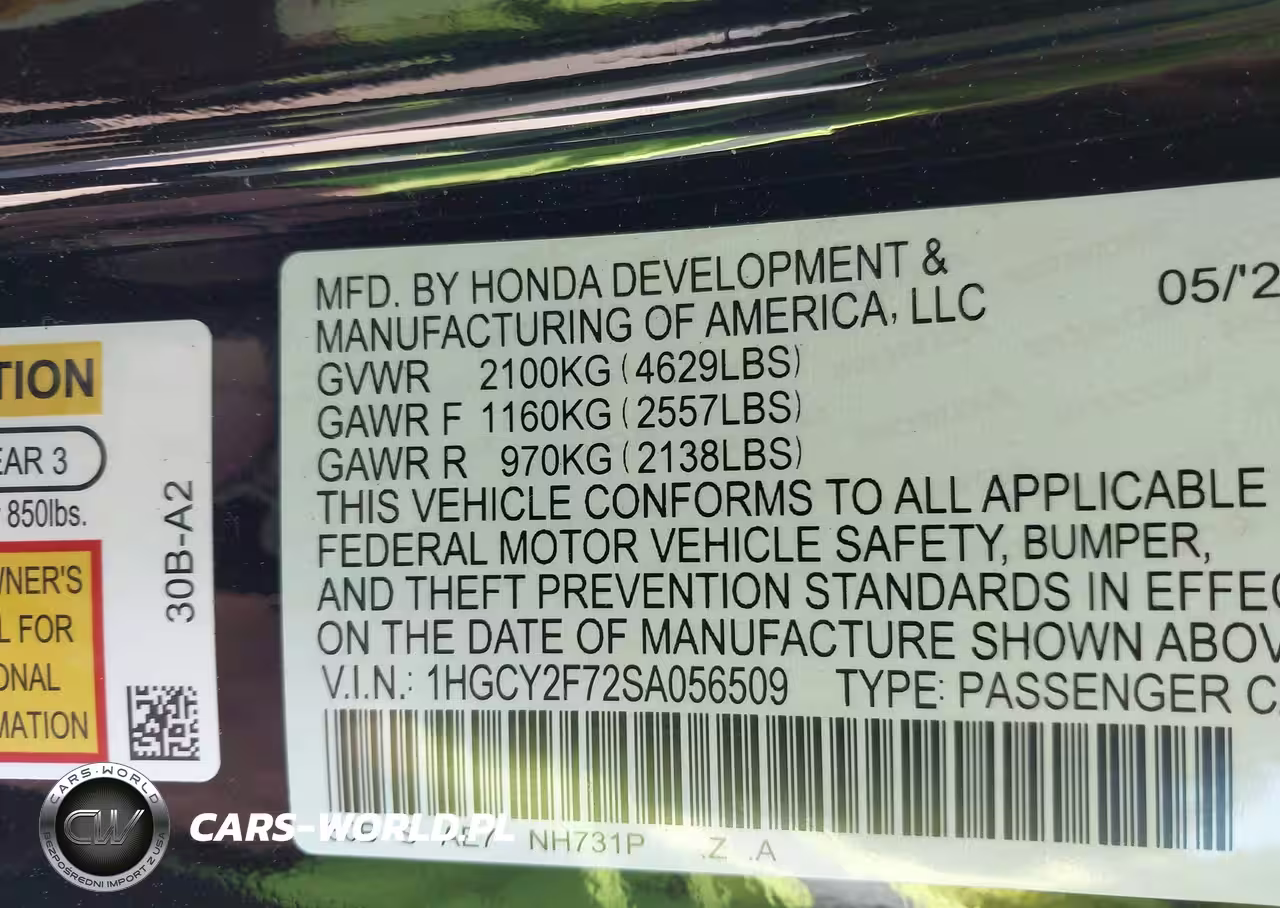 MFD. BY HONDA DEVELOPMENT &
MANUFACTURING OF AMERICA, LLC
05/'2
GVWR 2100KG (4629LBS)
GAWR F 1160KG (2557LBS)
GAWR R 970KG (2138LBS)
THIS VEHICLE CONFORMS TO ALL APPLICABLE
FEDERAL MOTOR VEHICLE SAFETY, BUMPER,
AND THEFT PREVENTION STANDARDS IN EFFEC
ON THE DATE OF MANUFACTURE SHOWN ABOV
V.I.N.: 1HGCY2F72SA056509 TYPE: PASSENGER C
NH731P .Z .A
TION
EAR 3
850lbs.
WNER'S
L FOR
ONAL
MATION
30B-A2
CARS-WORLD
CW
BEZPOŚREDNI IMPORT Z USA
CARS-WORLD.PL